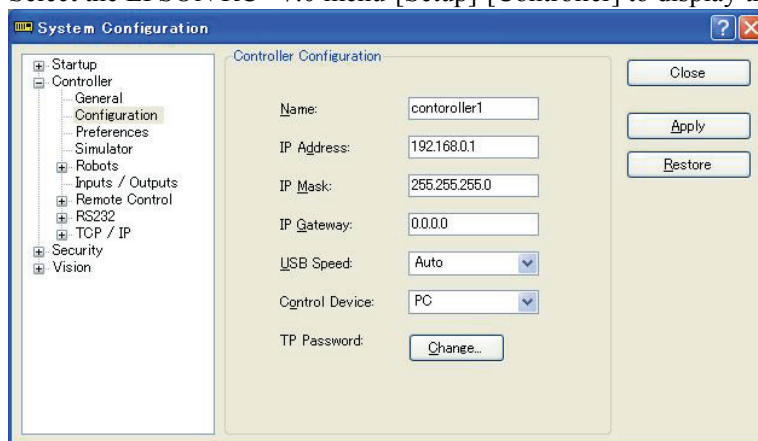 Select the EPSON RC+ 7.0 menu-[Setup]-[Controller] to display
System Configuration
Startup
Controller
General
Configuration
Preferences
Simulator
Robots
Inputs / Outputs
Remote Control
RS232
TCP / IP
Security
Vision
Controller Configuration
Name: contoroller1
IP Address: 192.168.0.1
IP Mask: 255.255.255.0
IP Gateway: 0.0.0.0
USB Speed: Auto
Control Device: PC
TP Password: Change...
Close
Apply
Restore